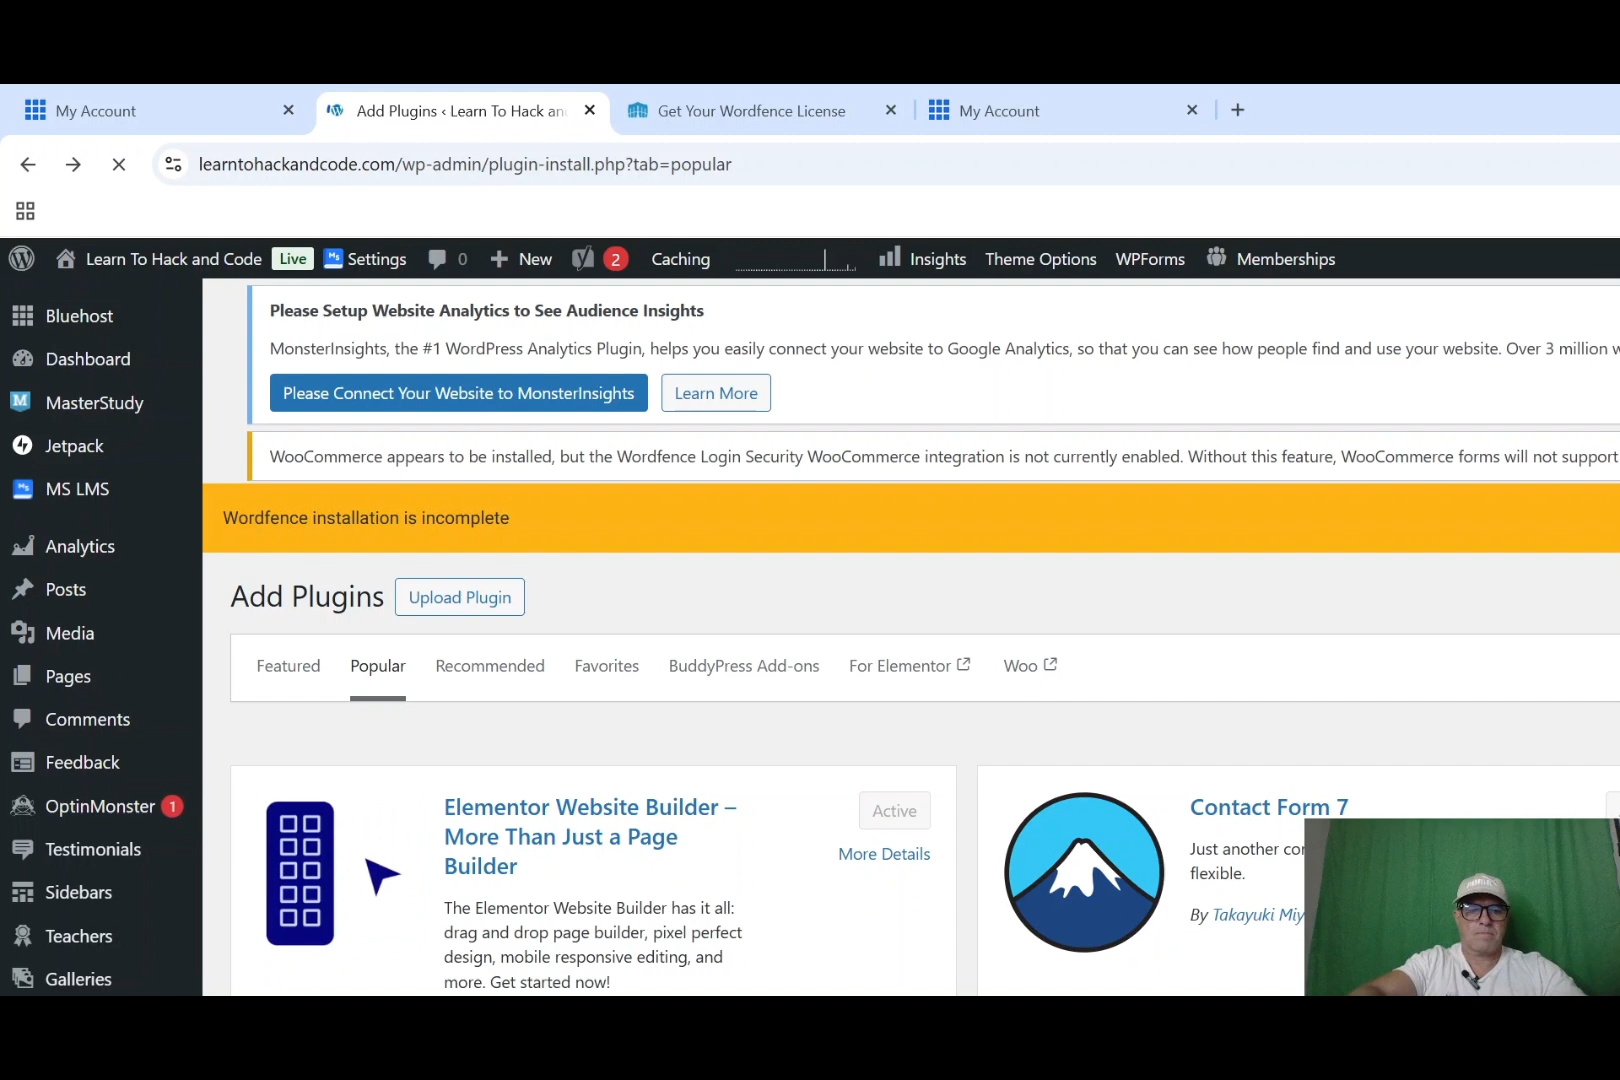 My Account
Add Plugins ‹ Learn To Hack an
Get Your Wordfence License
My Account
learntohackandcode.com/wp-admin/plugin-install.php?tab=popular
Learn To Hack and Code Live Settings 0 New 2 Caching Insights Theme Options WPForms Memberships
Bluehost
Dashboard
MasterStudy
Jetpack
MS LMS
Analytics
Posts
Media
Pages
Comments
Feedback
OptinMonster 1
Testimonials
Sidebars
Teachers
Galleries
Please Setup Website Analytics to See Audience Insights
MonsterInsights, the #1 WordPress Analytics Plugin, helps you easily connect your website to Google Analytics, so that you can see how people find and use your website. Over 3 million
Please Connect Your Website to MonsterInsights Learn More
WooCommerce appears to be installed, but the Wordfence Login Security WooCommerce integration is not currently enabled. Without this feature, WooCommerce forms will not support
Wordfence installation is incomplete
Add Plugins Upload Plugin
Featured Popular Recommended Favorites BuddyPress Add-ons For Elementor Woo
Elementor Website Builder –
More Than Just a Page
Builder
Active
More Details
The Elementor Website Builder has it all:
drag and drop page builder, pixel perfect
design, mobile responsive editing, and
more. Get started now!
Contact Form 7
Just another
flexible.
By Takayuki